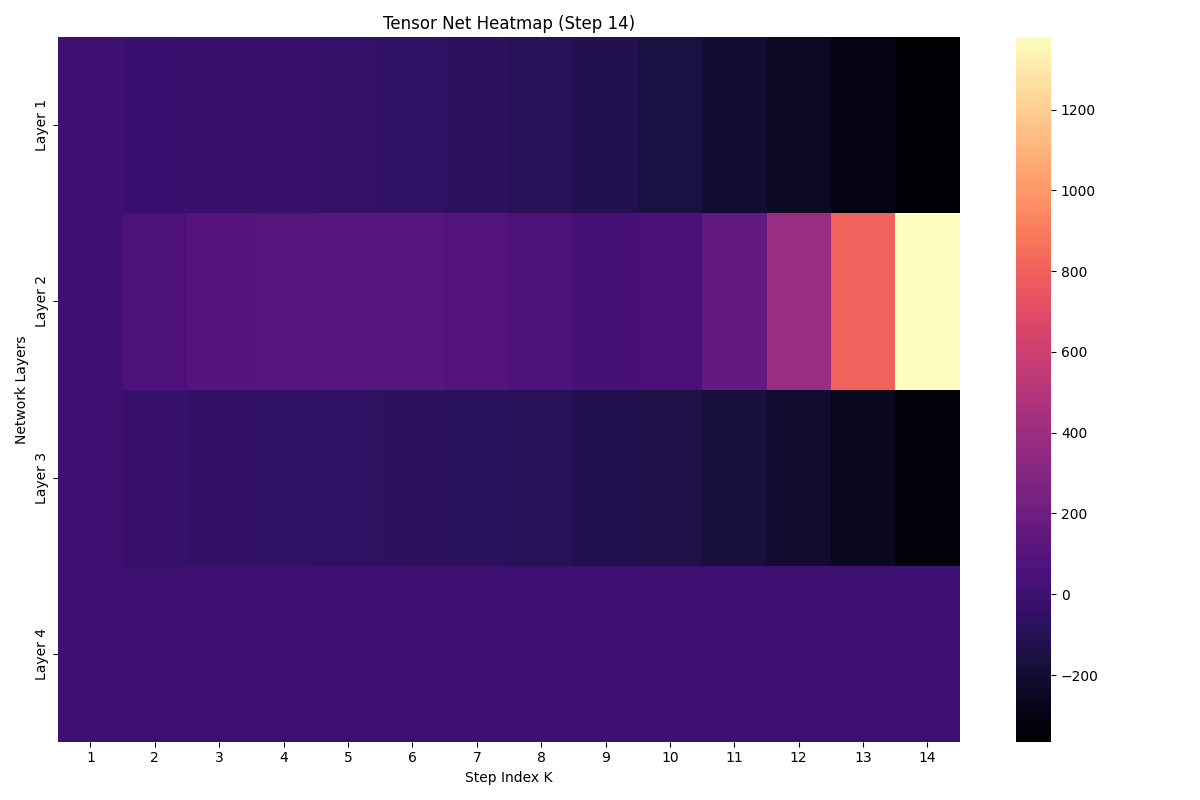 Tensor Net Heatmap (Step 14)
Network Layers
Layer 1
Layer 2
Layer 3
Layer 4
1 2 3 4 5 6 7 8 9 10 11 12 13 14
Step Index K
1200
1000
800
600
400
200
0
−200